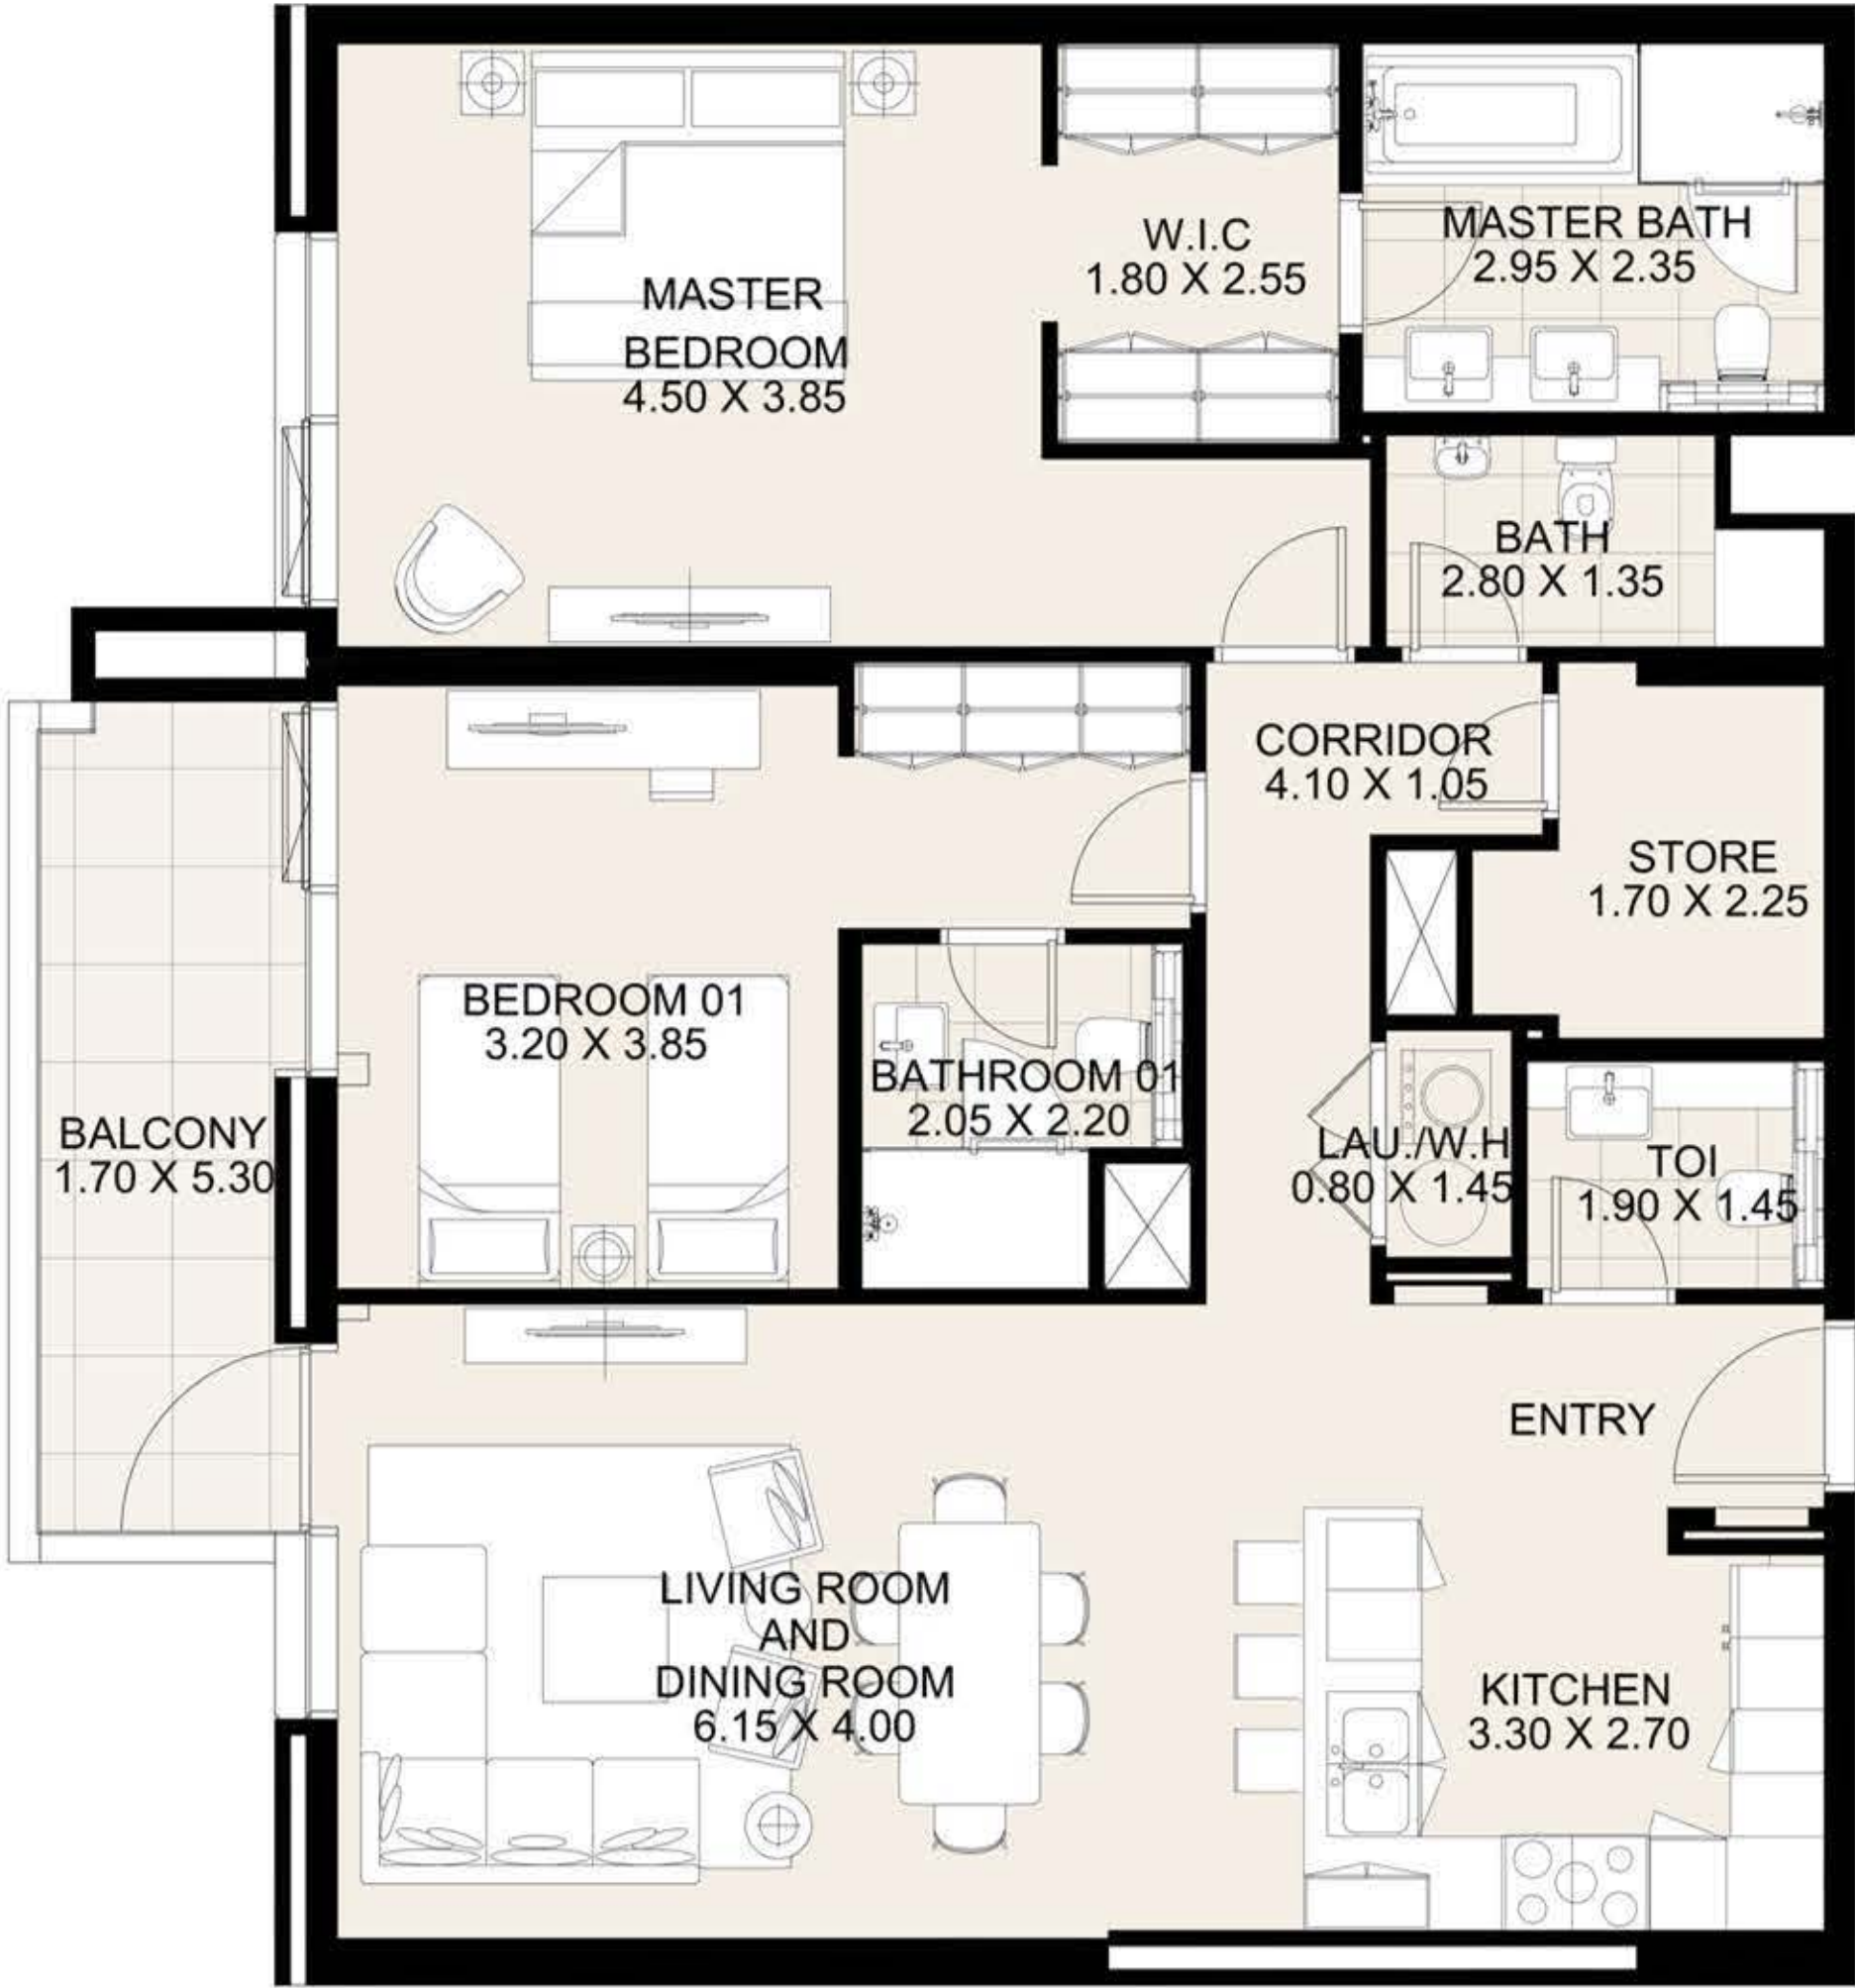 MASTER
BEDROOM
4.50 X 3.85
W.I.C
1.80 X 2.55
MASTER BATH
2.95 X 2.35
BATH
2.80 X 1.35
CORRIDOR
4.10 X 1.05
STORE
1.70 X 2.25
BEDROOM 01
3.20 X 3.85
BATHROOM 01
2.05 X 2.20
BALCONY
1.70 X 5.30
LAU./W.H
0.80 X 1.45
TOI
1.90 X 1.45
ENTRY
LIVING ROOM
AND
DINING ROOM
6.15 X 4.00
KITCHEN
3.30 X 2.70